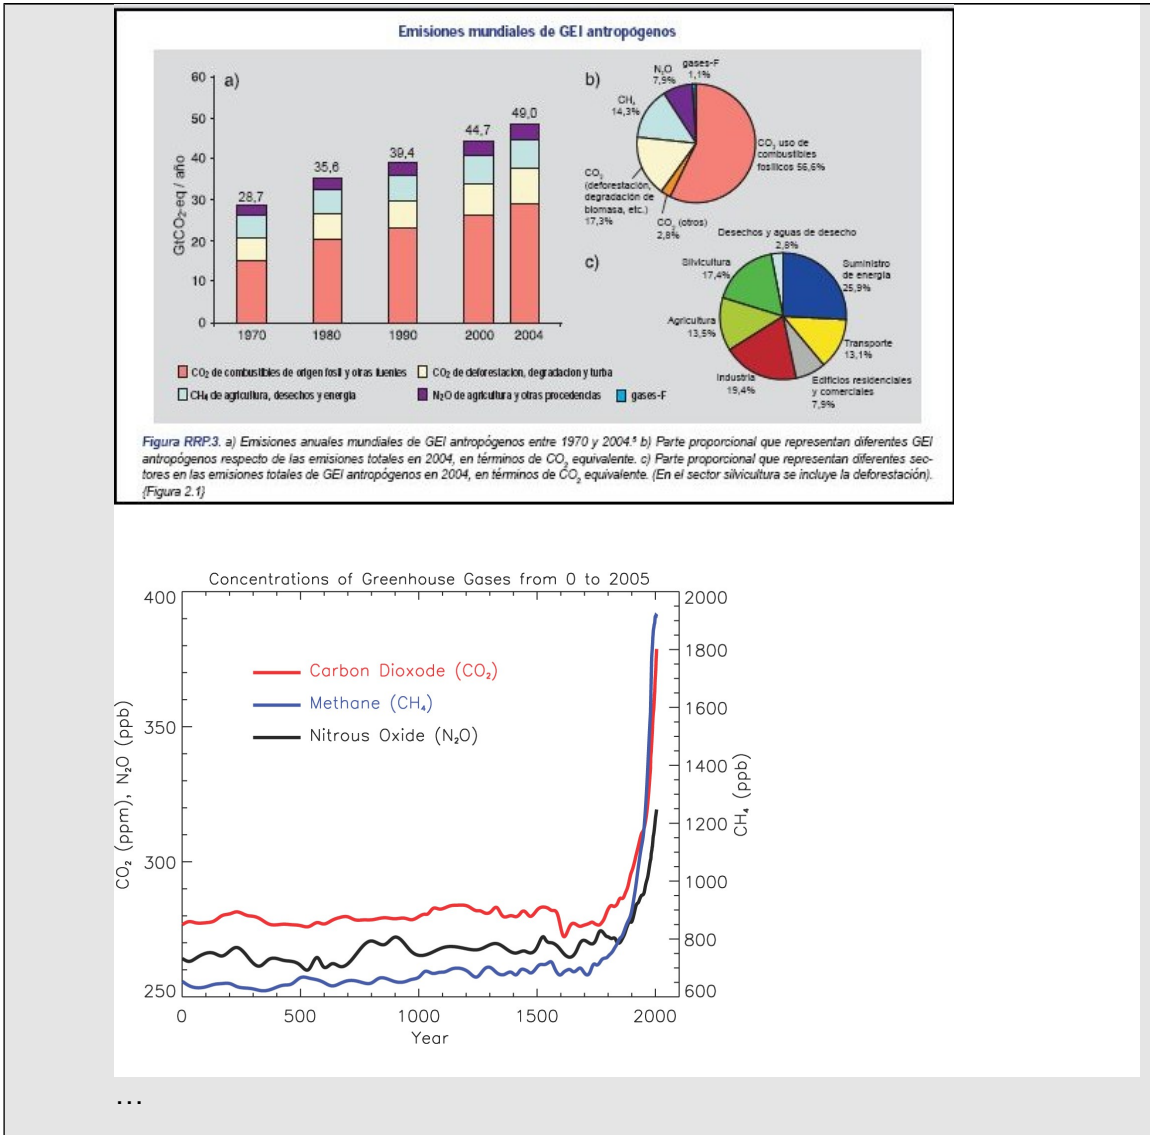 Emisiones mundiales de GEI antropógenos
a)
GtCO₂-eq / año
60
50
40
30
20
10
0
28,7
35,6
39,4
44,7
49,0
1970
1980
1990
2000
2004
CO₂ de combustibles de origen fosil y otras fuentes
CO₂ de deforestacion, degradacion y turba
CH₄ de agricultura, desechos y energia
N₂O de agricultura y otras procedencias
gases-F
b)
gases-F
1,1%
N₂O
7,9%
CH₄
14,3%
CO₂ uso de
combustibles
fosílicos 56,6%
CO₂
(deforestación,
degradación de
biomasa, etc.)
17,3%
CO₂ (otros)
2,8%
c)
Desechos y aguas de desecho
2,8%
Silvicultura
17,4%
Suministro
de energía
25,9%
Agricultura
13,5%
Transporte
13,1%
Industria
19,4%
Edificios residenciales
y comerciales
7,9%
Figura RRP.3. a) Emisiones anuales mundiales de GEI antropógenos entre 1970 y 2004.⁵ b) Parte proporcional que representan diferentes GEI
antropógenos respecto de las emisiones totales en 2004, en términos de CO₂ equivalente. c) Parte proporcional que representan diferentes sec-
tores en las emisiones totales de GEI antropógenos en 2004, en términos de CO₂ equivalente. (En el sector silvicultura se incluye la deforestación).
{Figura 2.1}
Concentrations of Greenhouse Gases from 0 to 2005
400
350
300
250
CO₂ (ppm), N₂O (ppb)
Carbon Dioxode (CO₂)
Methane (CH₄)
Nitrous Oxide (N₂O)
2000
1800
1600
1400
1200
1000
800
600
CH₄ (ppb)
0
500
1000
1500
2000
Year
...